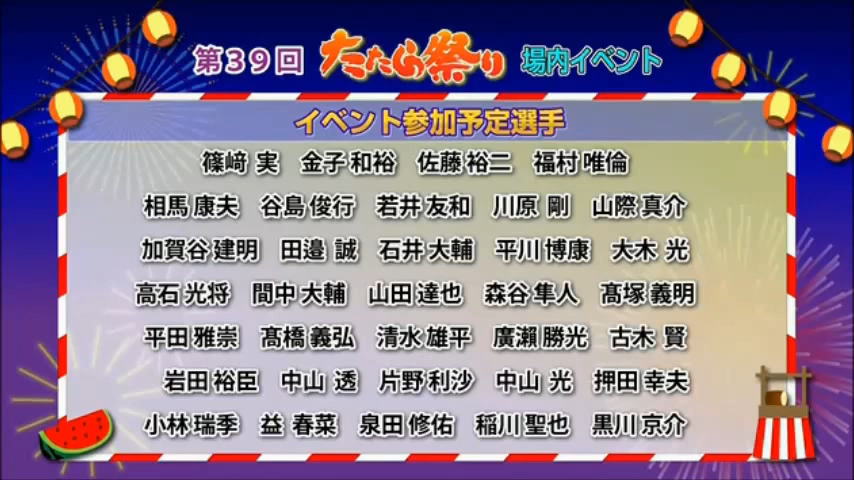 第39回 たたら祭り 場内イベント
イベント参加予定選手
篠﨑 実 金子 和裕 佐藤 裕二 福村 唯倫
相馬 康夫 谷島 俊行 若井 友和 川原 剛 山際 真介
加賀谷 建明 田邉 誠 石井 大輔 平川 博康 大木 光
高石 光将 間中 大輔 山田 達也 森谷 隼人 髙塚 義明
平田 雅崇 髙橋 義弘 清水 雄平 廣瀬 勝光 古木 賢
岩田 裕臣 中山 透 片野 利沙 中山 光 押田 幸夫
小林 瑞季 益 春菜 泉田 修佑 稲川 聖也 黒川 京介